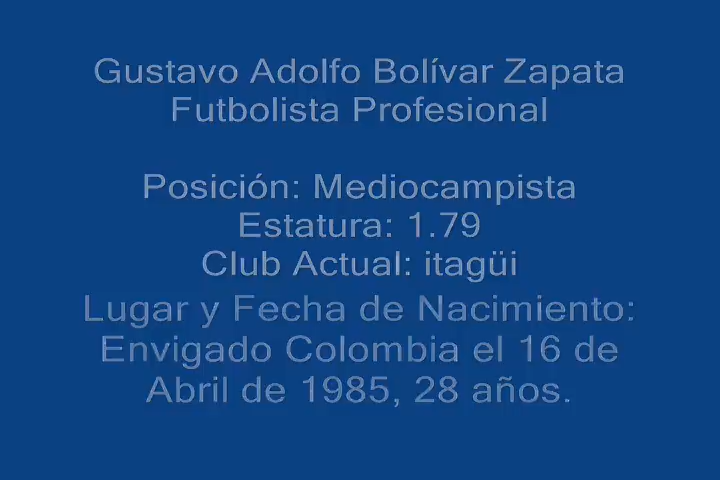 Gustavo Adolfo Bolívar Zapata
Futbolista Profesional
Posición: Mediocampista
Estatura: 1.79
Club Actual: itagüi
Lugar y Fecha de Nacimiento:
Envigado Colombia el 16 de
Abril de 1985, 28 años.